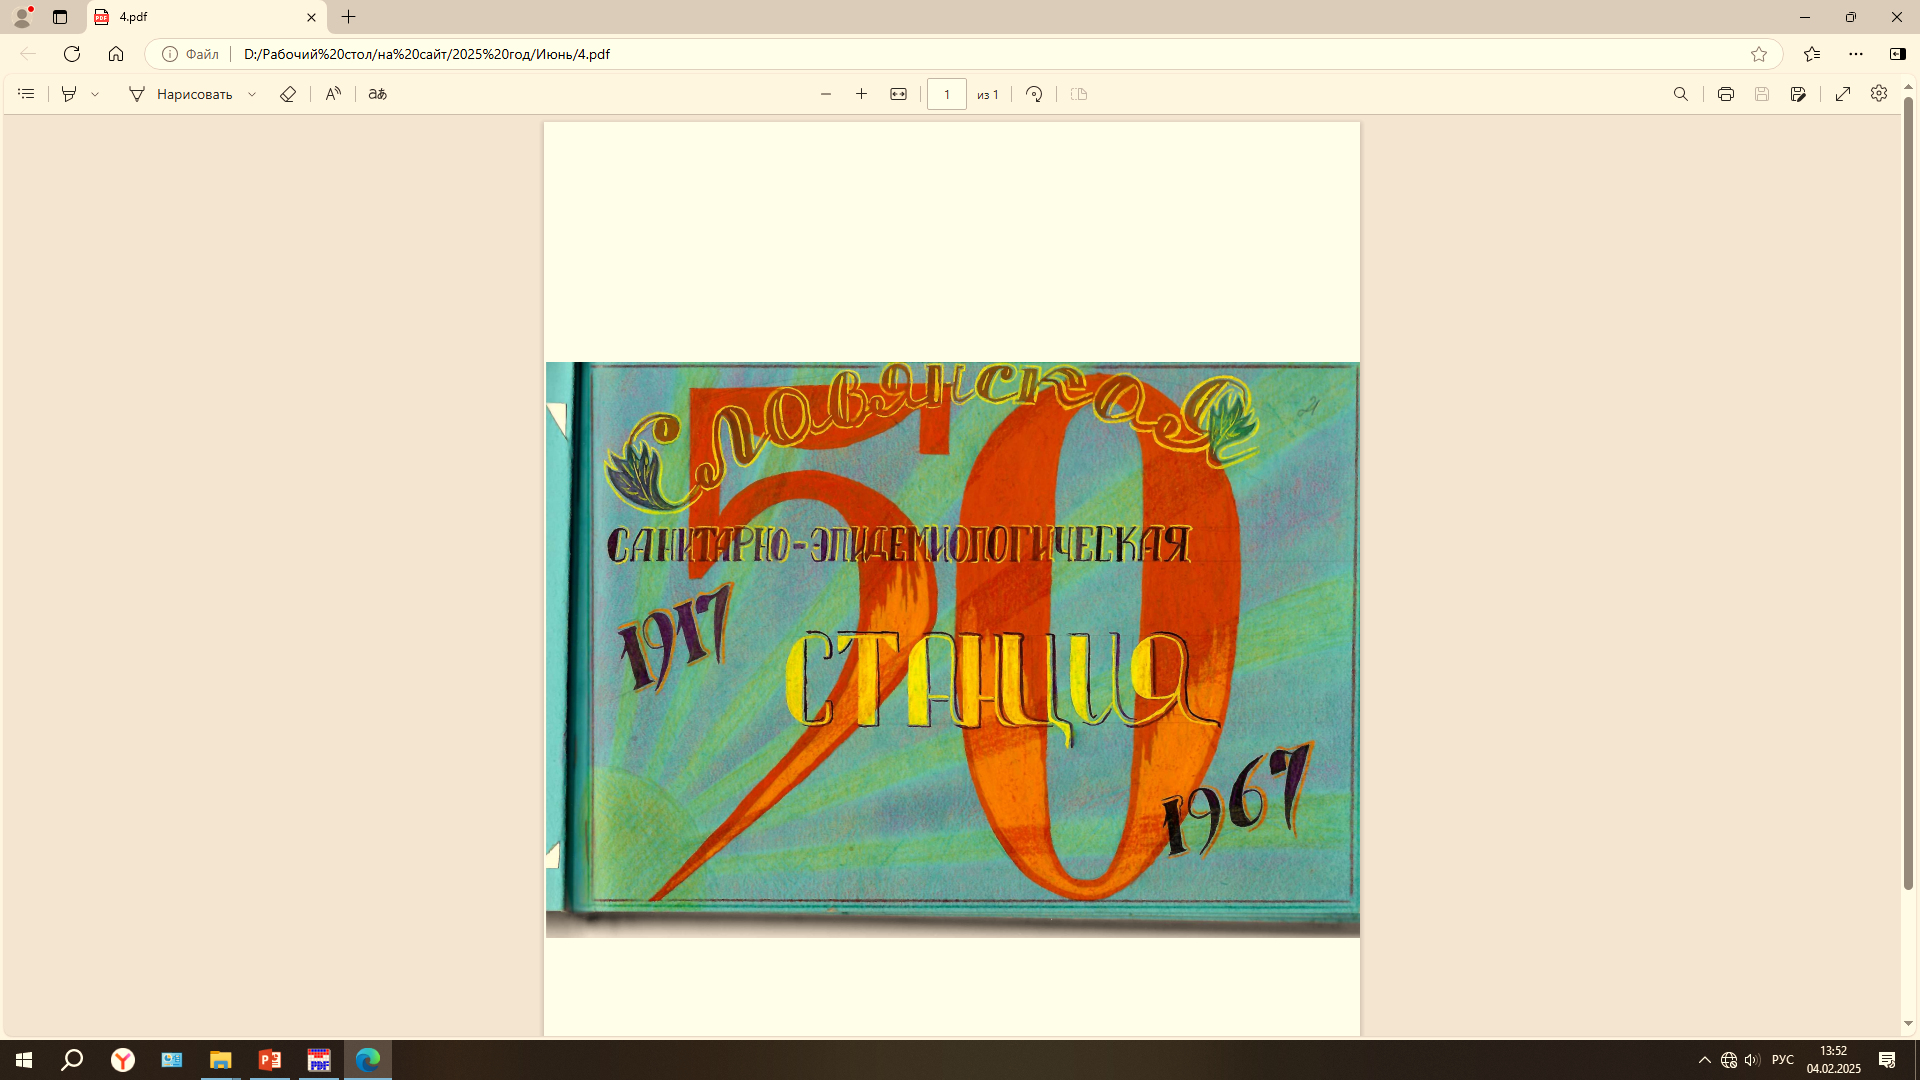 4.pdf
Файл
D:/Рабочий%20стол/на%20сайт/2025%20год/Июнь/4.pdf
Нарисовать
1 из 1
50
Славянская
САНИТАРНО-ЭПИДЕМИОЛОГИЧЕСКАЯ
1917
СТАНЦИЯ
1967
РУС
13:52
04.02.2025